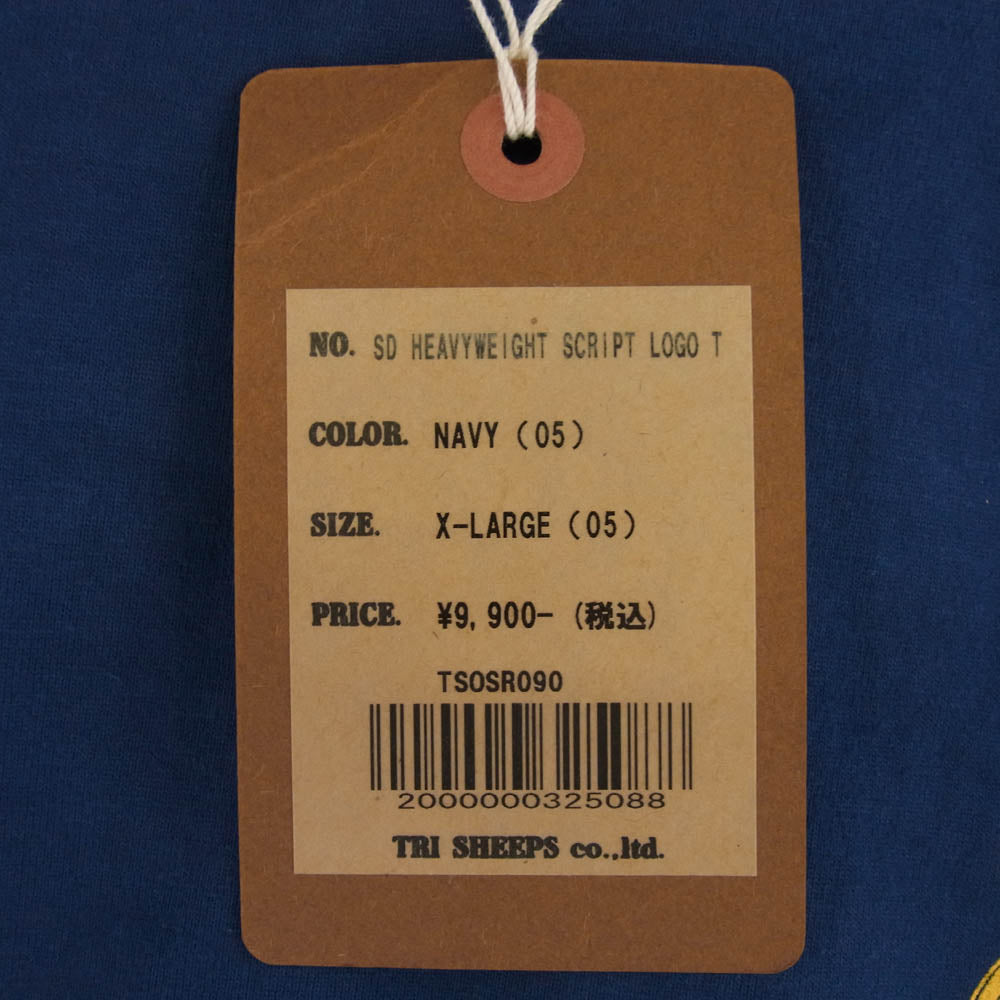 NO. SD HEAVYWEIGHT SCRIPT LOGO T
COLOR. NAVY (05)
SIZE. X-LARGE (05)
PRICE. ¥9,900- (税込)
TSOSR090
2000000325088
TRI SHEEPS co.,ltd.